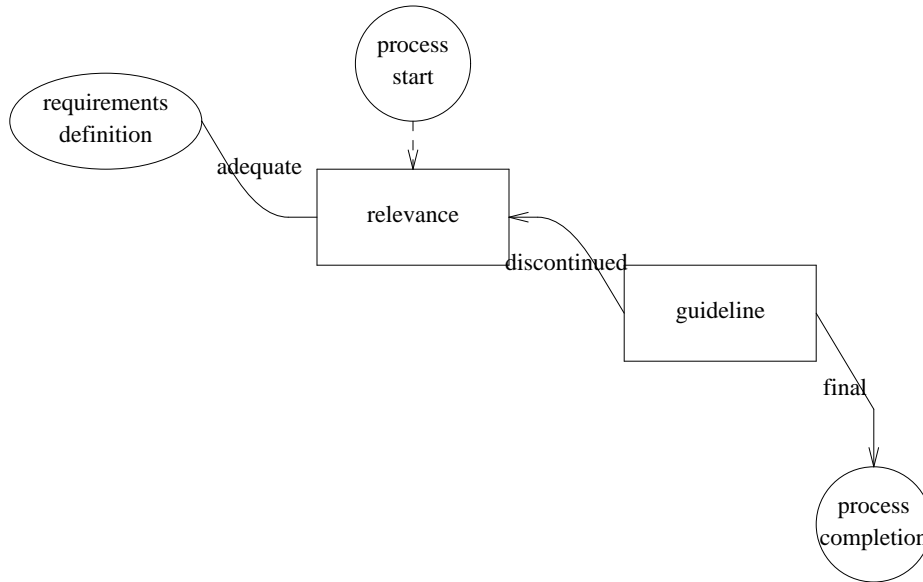 process
start
requirements
definition
adequate
relevance
discontinued
guideline
final
process
completion